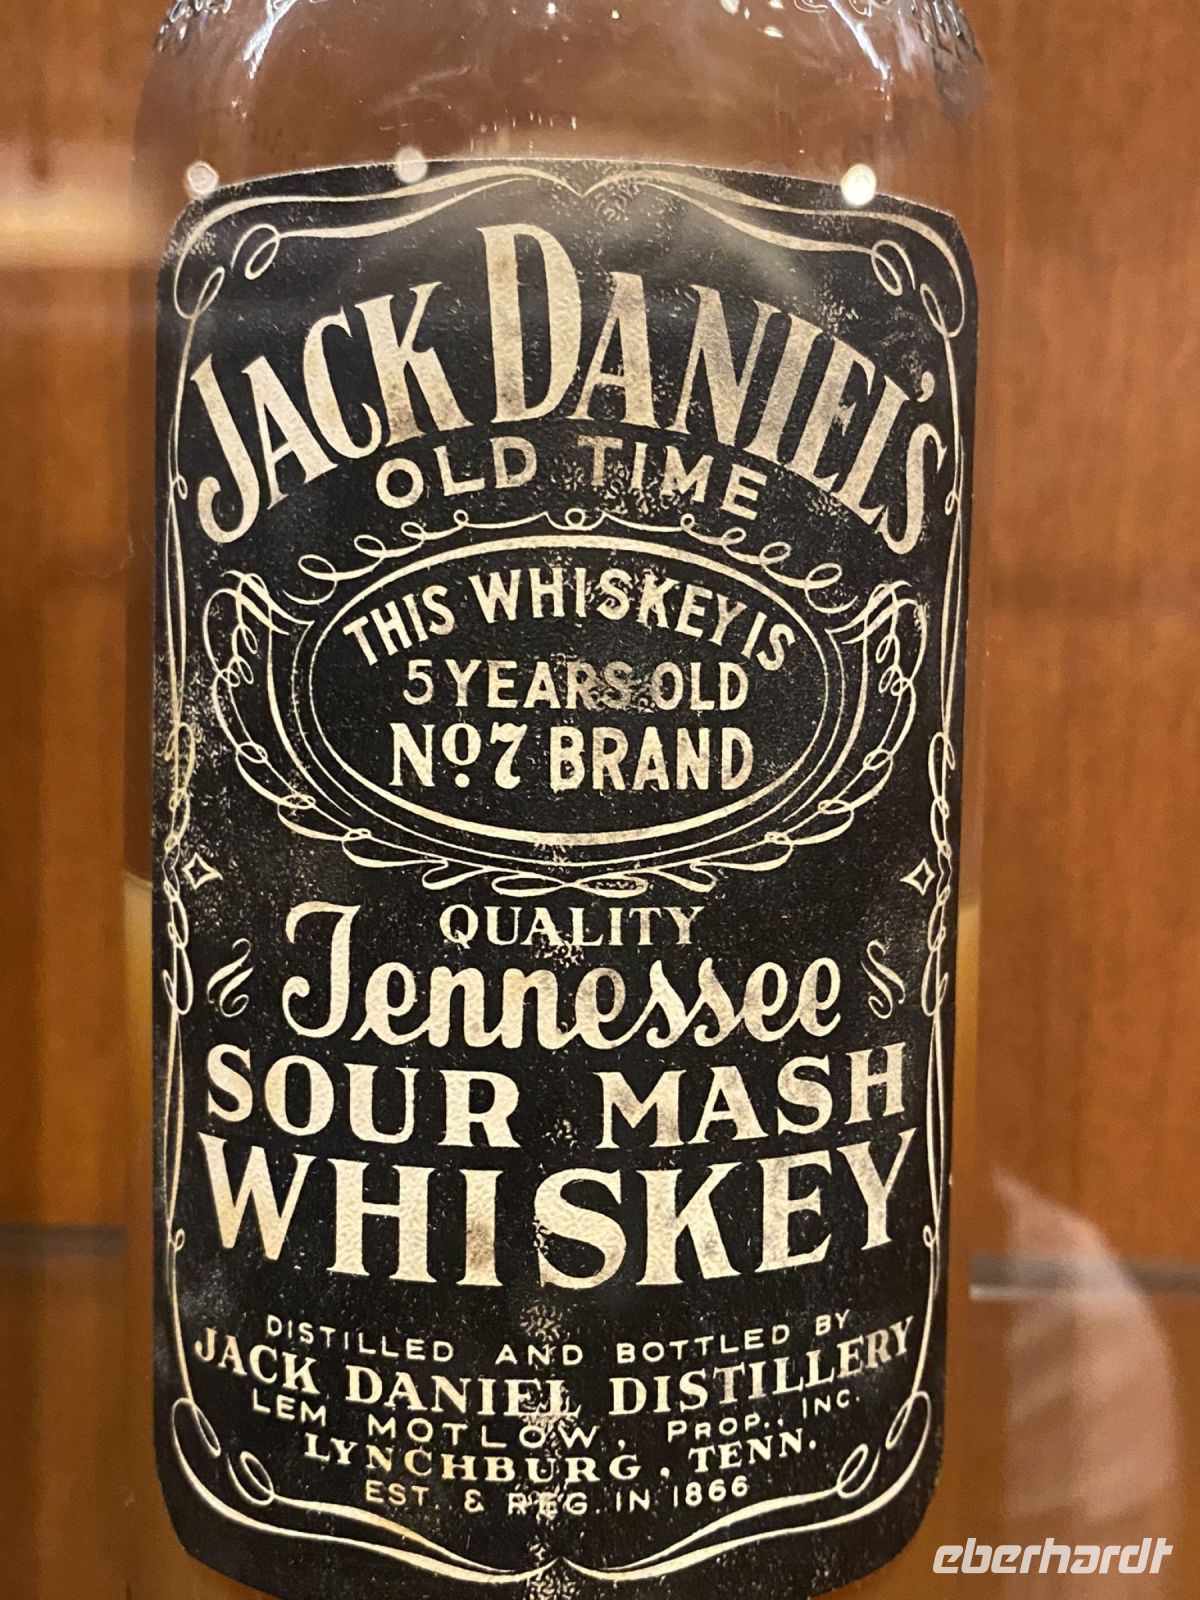 JACK DANIEL'S
OLD TIME
THIS WHISKEY IS
5 YEARS OLD
Nº 7 BRAND
QUALITY
Tennessee
SOUR MASH
WHISKEY
DISTILLED AND BOTTLED BY
JACK DANIEL DISTILLERY
LEM MOTLOW, PROP., INC.
LYNCHBURG, TENN.
EST. & REG. IN 1866
eberhardt